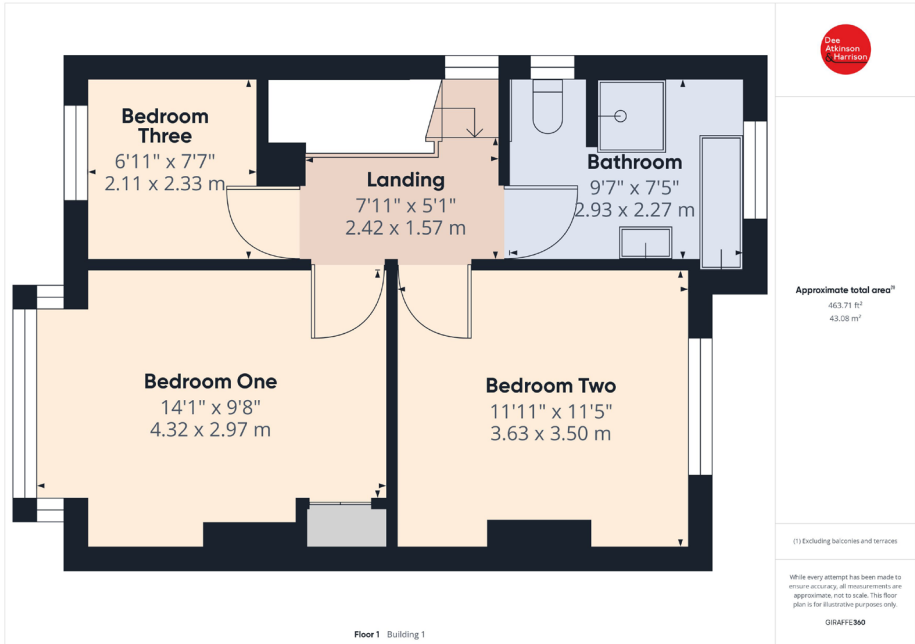 Dee
Atkinson
& Harrison
Bedroom
Three
6'11" x 7'7"
2.11 x 2.33 m
Landing
7'11" x 5'1"
2.42 x 1.57 m
Bathroom
9'7" x 7'5"
2.93 x 2.27 m
Bedroom One
14'1" x 9'8"
4.32 x 2.97 m
Bedroom Two
11'11" x 11'5"
3.63 x 3.50 m
Approximate total area⁽¹⁾
463.71 ft²
43.08 m²
(1) Excluding balconies and terraces
While every attempt has been made to
ensure accuracy, all measurements are
approximate, not to scale. This floor
plan is for illustrative purposes only.
GIRAFFE360
Floor 1 Building 1